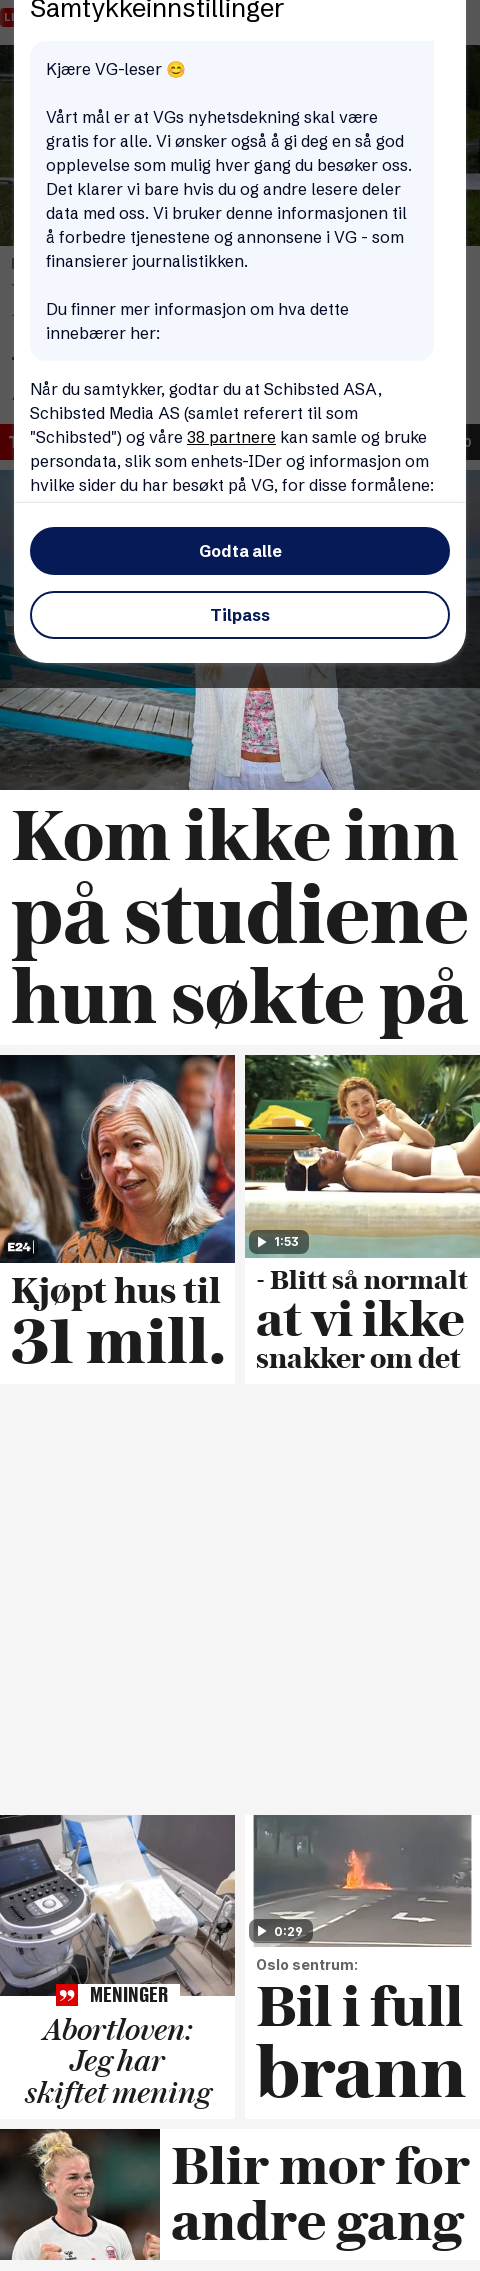 Samtykkeinnstillinger
Kjære VG-leser 😊
Vårt mål er at VGs nyhetsdekning skal være
gratis for alle. Vi ønsker også å gi deg en så god
opplevelse som mulig hver gang du besøker oss.
Det klarer vi bare hvis du og andre lesere deler
data med oss. Vi bruker denne informasjonen til
å forbedre tjenestene og annonsene i VG - som
finansierer journalistikken.
Du finner mer informasjon om hva dette
innebærer her:
Når du samtykker, godtar du at Schibsted ASA,
Schibsted Media AS (samlet referert til som
"Schibsted") og våre 38 partnere kan samle og bruke
persondata, slik som enhets-IDer og informasjon om
hvilke sider du har besøkt på VG, for disse formålene:
Godta alle
Tilpass
Kom ikke inn
på studiene
hun søkte på
E24
Kjøpt hus til
31 mill.
1:53
- Blitt så normalt
at vi ikke
snakker om det
MENINGER
Abortloven:
Jeg har
skiftet mening
0:29
Oslo sentrum:
Bil i full
brann
Blir mor for
andre gang